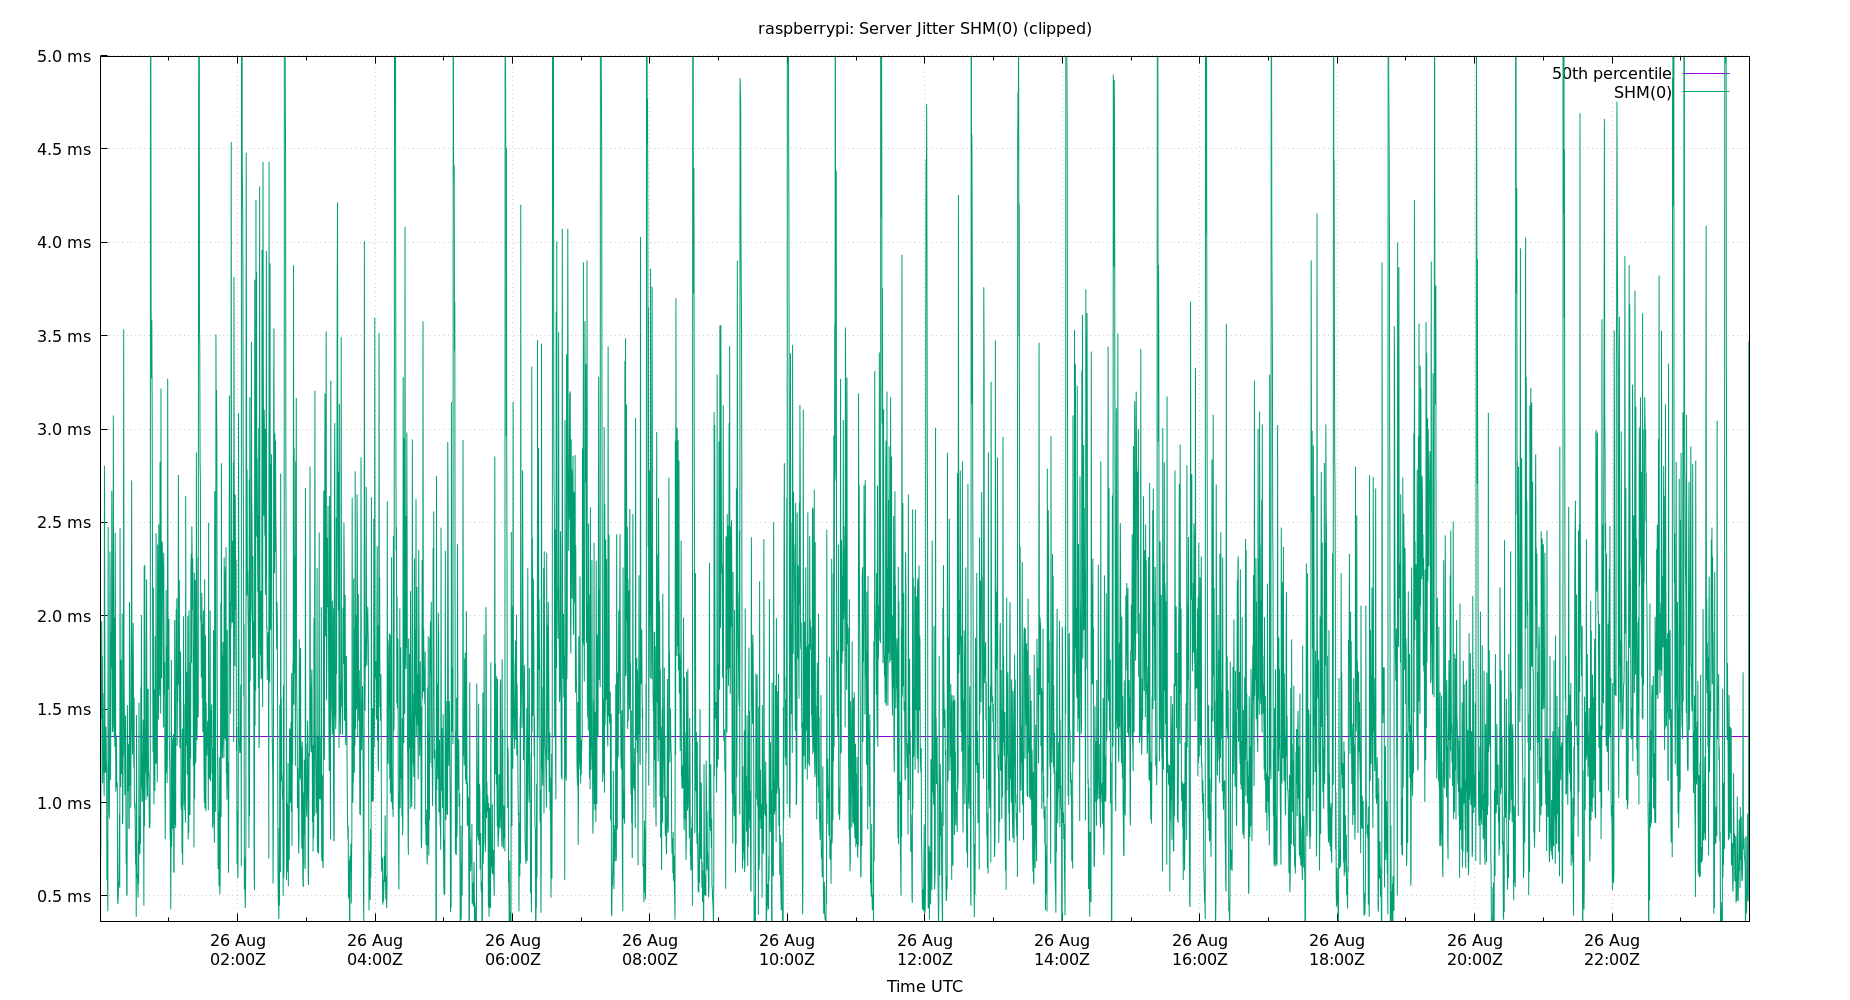 raspberrypi: Server Jitter SHM(0) (clipped)
5.0 ms
50th percentile
SHM(0)
4.5 ms
4.0 ms
3.5 ms
3.0 ms
2.5 ms
2.0 ms
1.5 ms
1.0 ms
0.5 ms
26 Aug 26 Aug 26 Aug 26 Aug 26 Aug 26 Aug 26 Aug 26 Aug 26 Aug 26 Aug 26 Aug
02:00Z 04:00Z 06:00Z 08:00Z 10:00Z 12:00Z 14:00Z 16:00Z 18:00Z 20:00Z 22:00Z
Time UTC